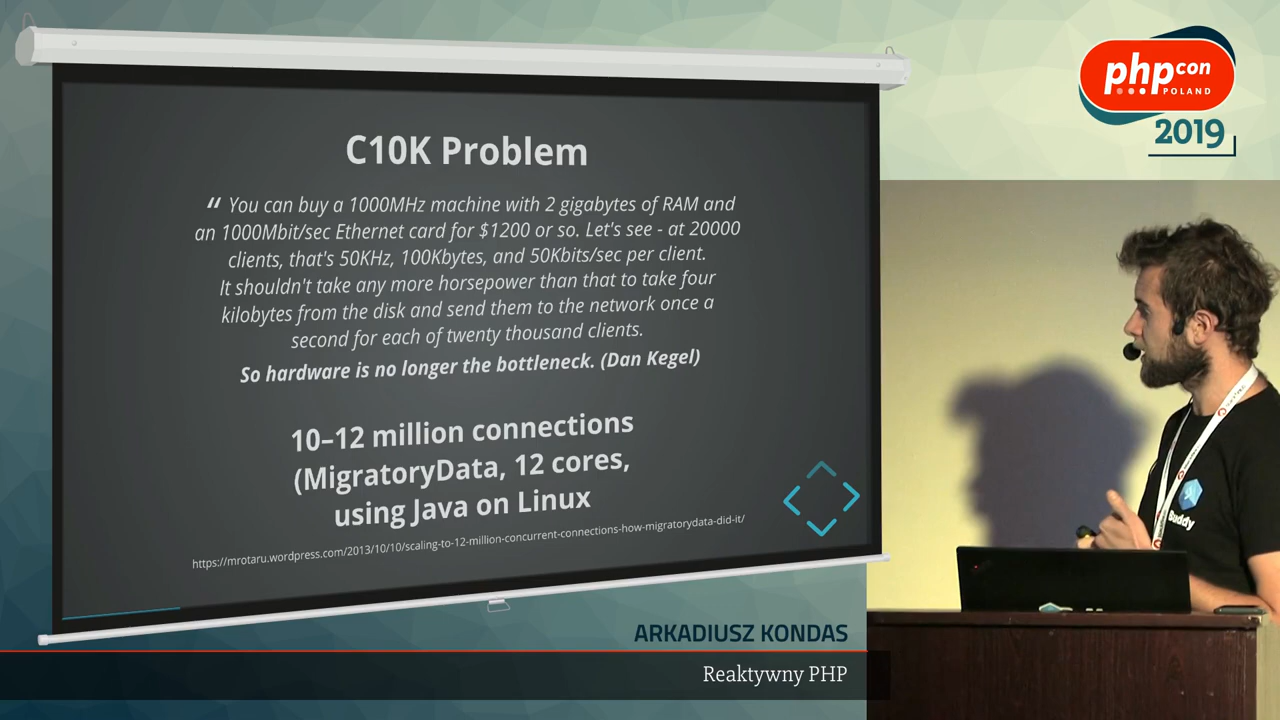 C10K Problem
“ You can buy a 1000MHz machine with 2 gigabytes of RAM and
an 1000Mbit/sec Ethernet card for $1200 or so. Let's see - at 20000
clients, that's 50KHz, 100Kbytes, and 50Kbits/sec per client.
It shouldn't take any more horsepower than that to take four
kilobytes from the disk and send them to the network once a
second for each of twenty thousand clients.
So hardware is no longer the bottleneck. (Dan Kegel)
10–12 million connections
(MigratoryData, 12 cores,
using Java on Linux
https://mrotaru.wordpress.com/2013/10/10/scaling-to-12-million-concurrent-connections-how-migratorydata-did-it/
phpcon
POLAND
2019
Buddy
ARKADIUSZ KONDAS
Reaktywny PHP